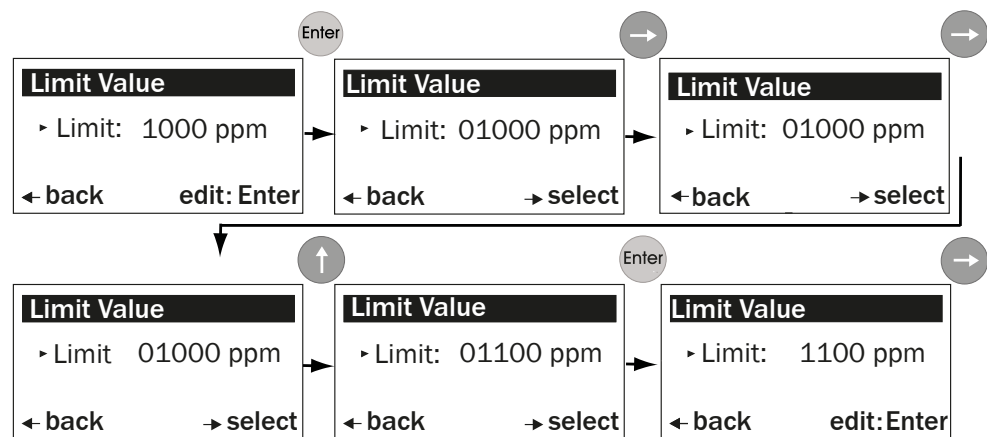 Enter → →
Limit Value Limit Value Limit Value
▸ Limit: 1000 ppm ▸ Limit: 01000 ppm ▸ Limit: 01000 ppm
← back edit: Enter ← back → select ← back → select
↑ Enter →
Limit Value Limit Value Limit Value
▸ Limit 01000 ppm ▸ Limit: 01100 ppm ▸ Limit: 1100 ppm
← back → select ← back → select ← back edit: Enter